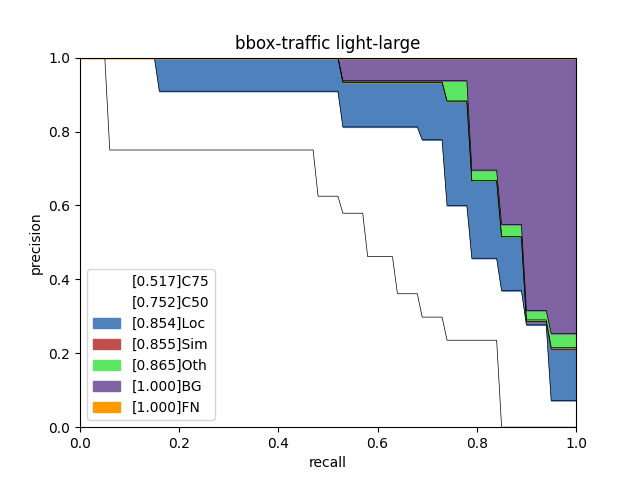 bbox-traffic light-large
precision
1.0
0.8
0.6
0.4
0.2
0.0
[0.517]C75
[0.752]C50
[0.854]Loc
[0.855]Sim
[0.865]Oth
[1.000]BG
[1.000]FN
0.0 0.2 0.4 0.6 0.8 1.0
recall